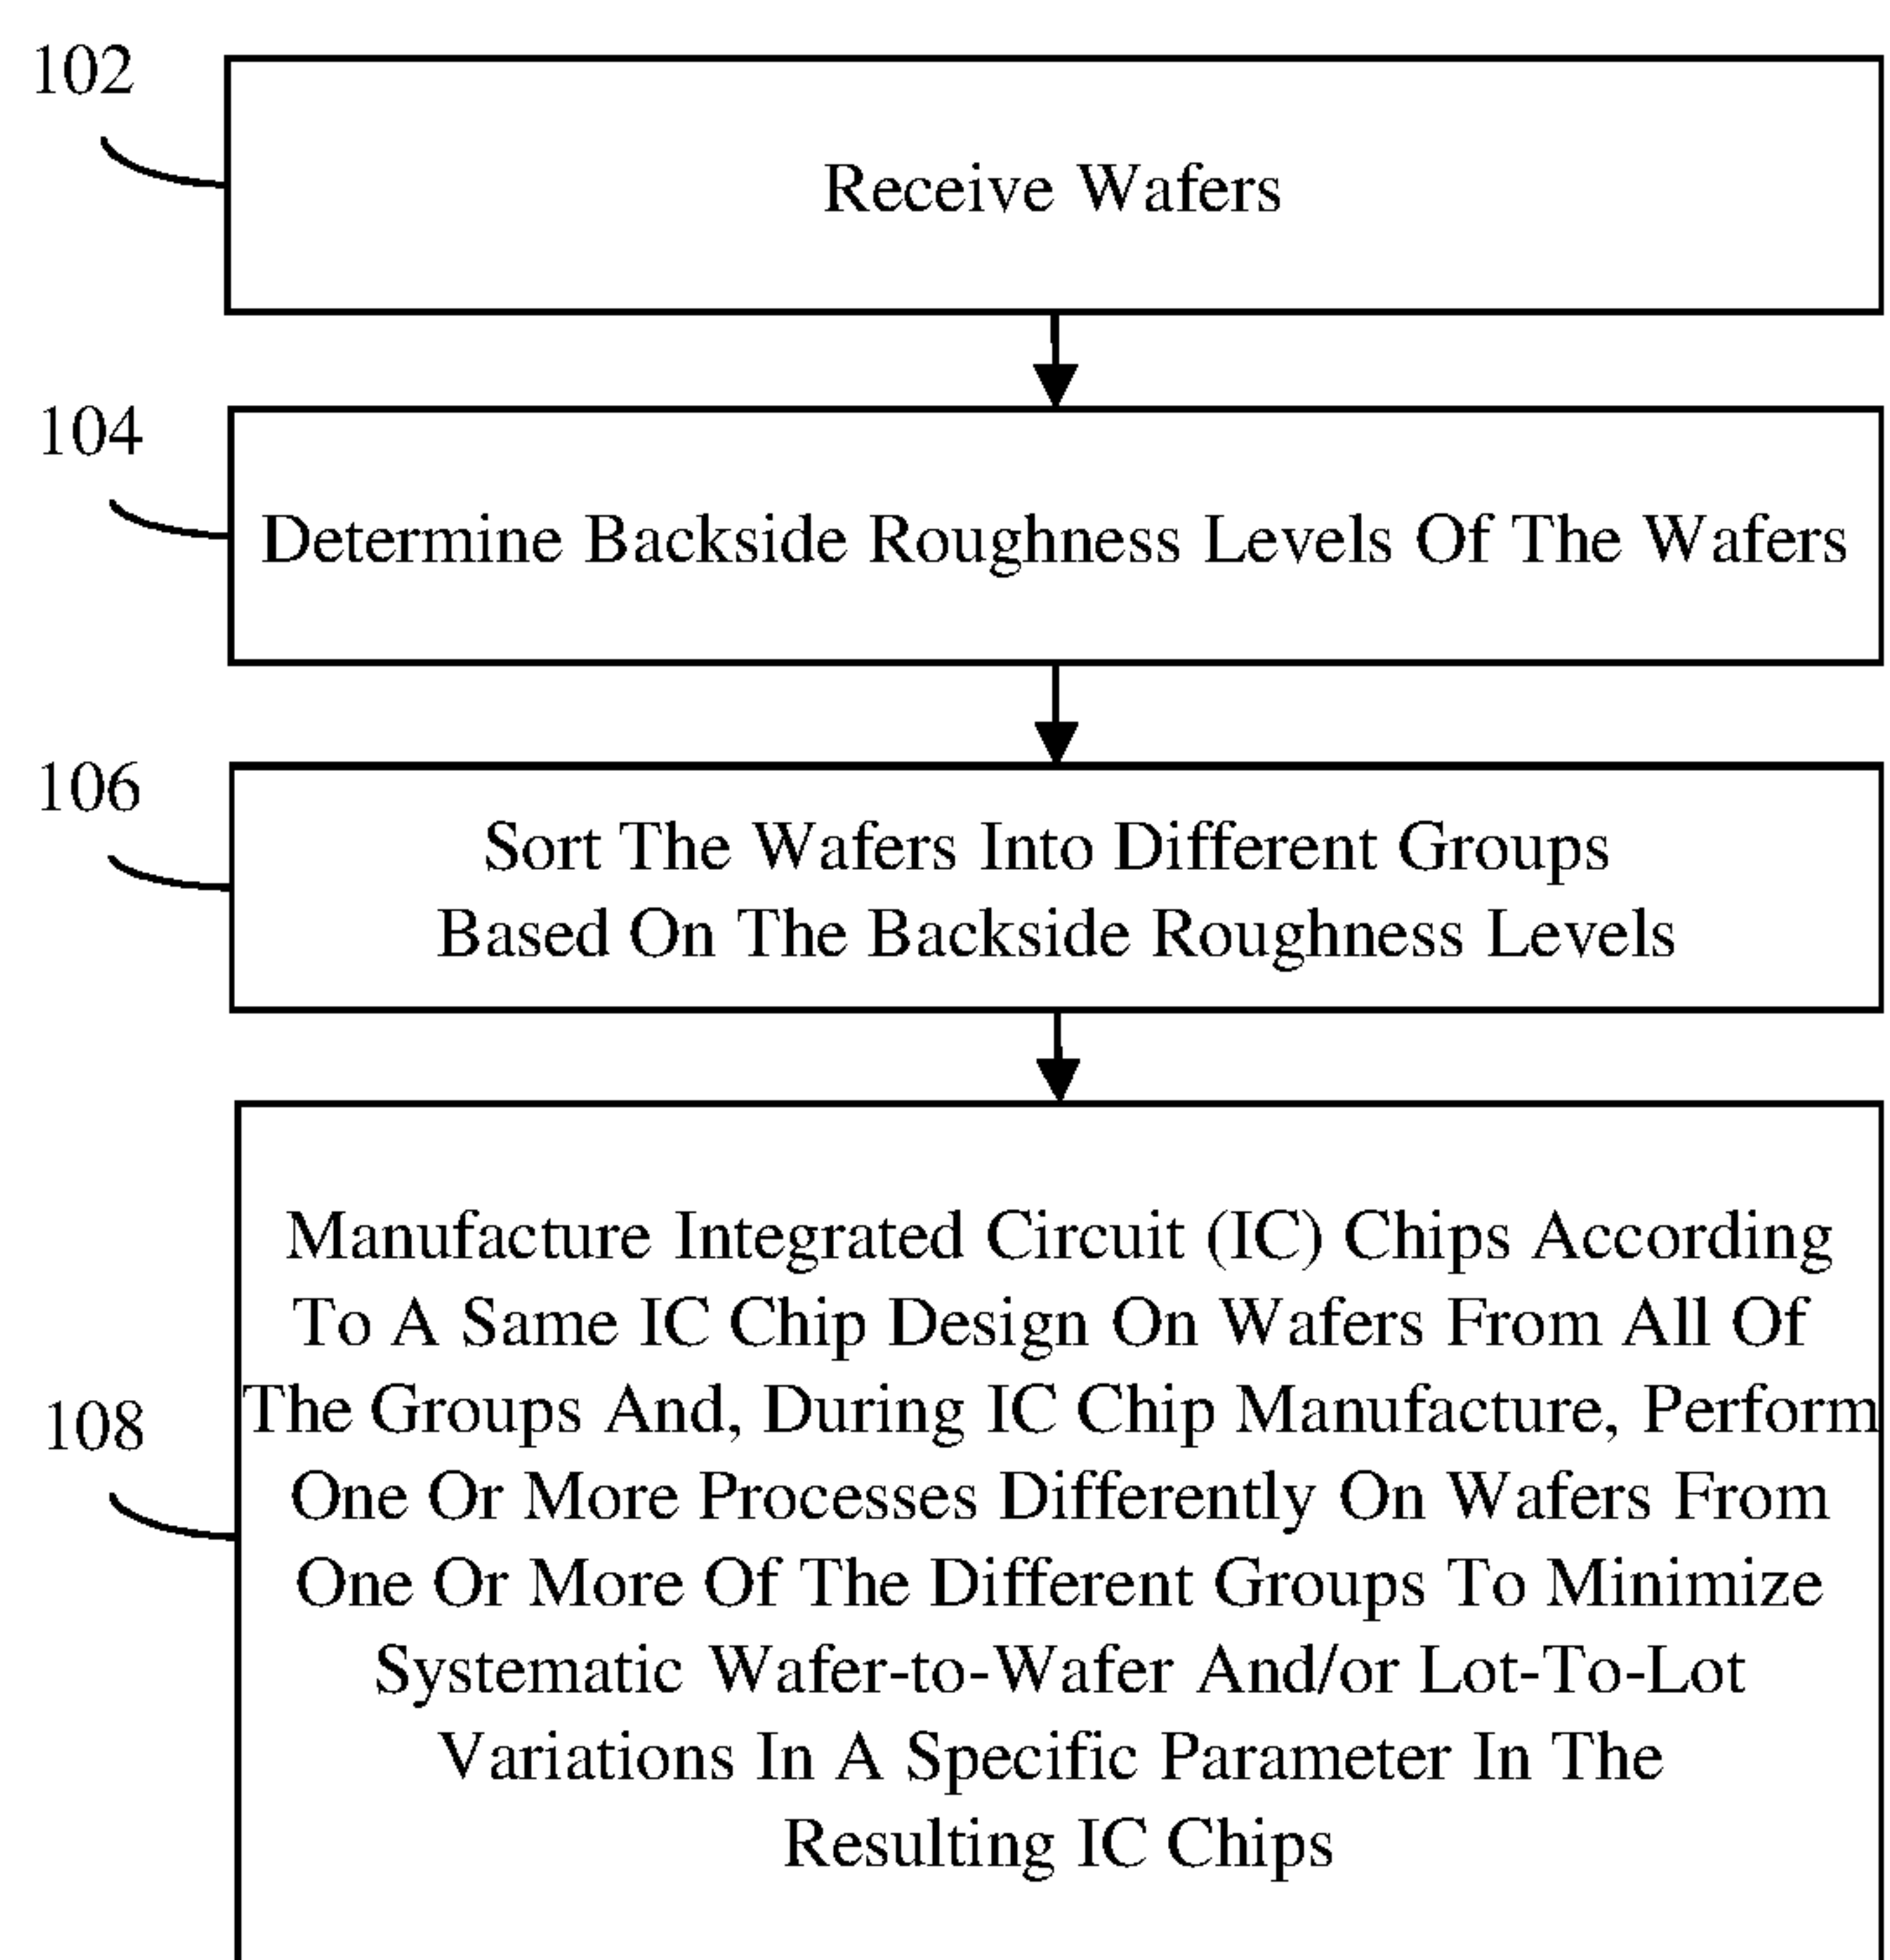 102
Receive Wafers
104
Determine Backside Roughness Levels Of The Wafers
106
Sort The Wafers Into Different Groups
Based On The Backside Roughness Levels
108
Manufacture Integrated Circuit (IC) Chips According
To A Same IC Chip Design On Wafers From All Of
The Groups And, During IC Chip Manufacture, Perform
One Or More Processes Differently On Wafers From
One Or More Of The Different Groups To Minimize
Systematic Wafer-to-Wafer And/or Lot-To-Lot
Variations In A Specific Parameter In The
Resulting IC Chips